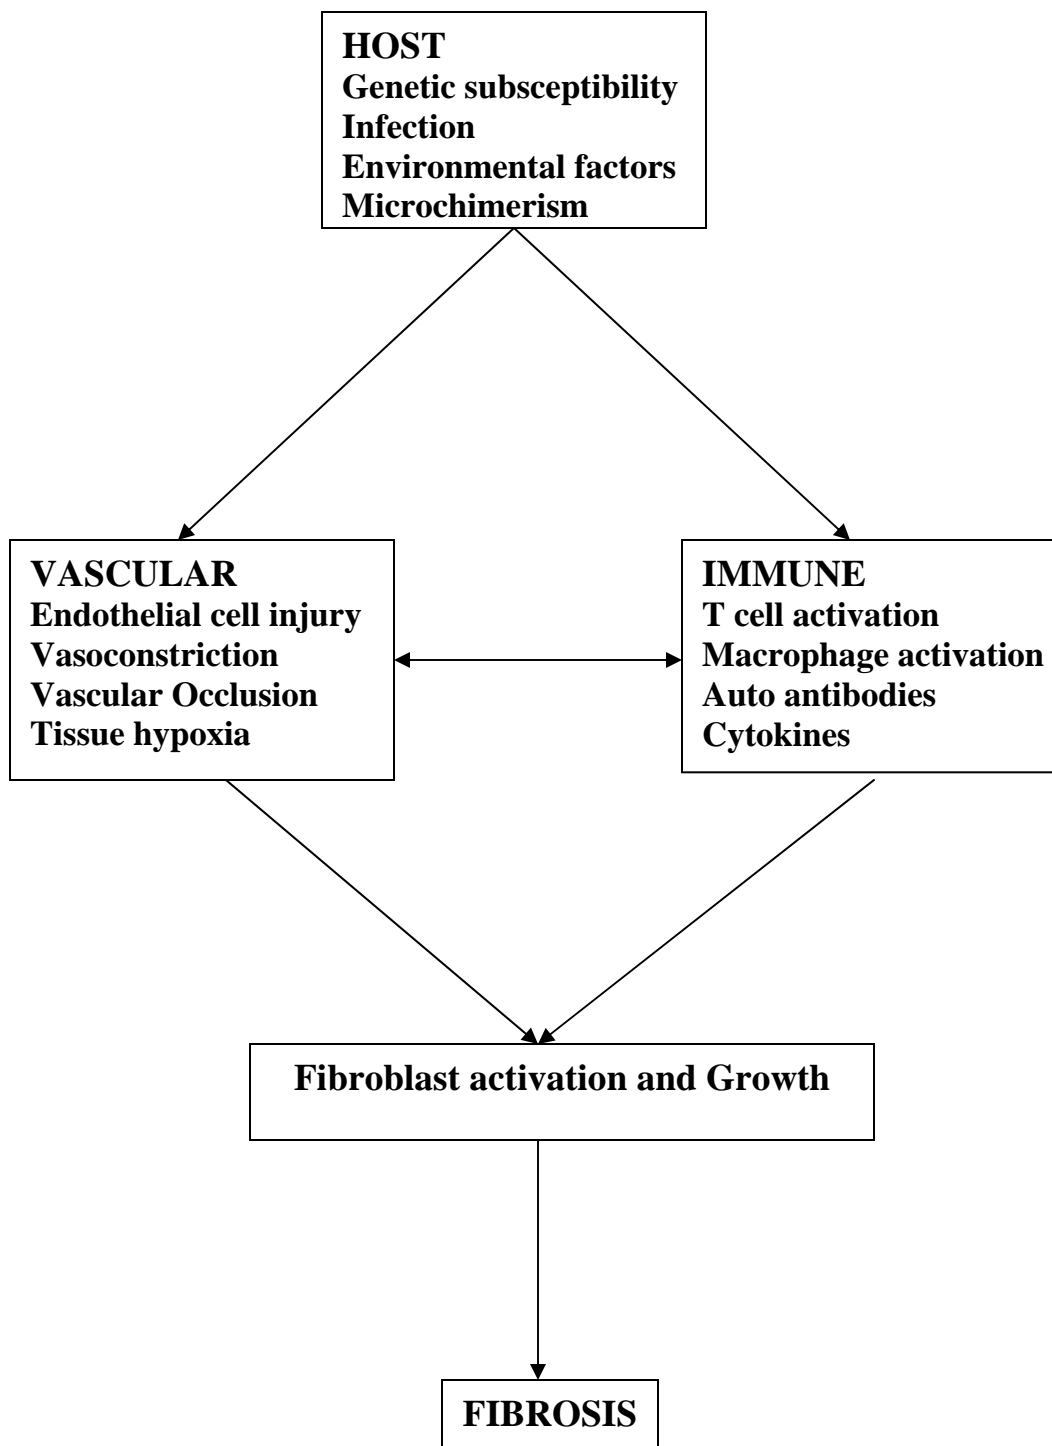 HOST
Genetic subsceptibility
Infection
Environmental factors
Microchimerism
VASCULAR
Endothelial cell injury
Vasoconstriction
Vascular Occlusion
Tissue hypoxia
IMMUNE
T cell activation
Macrophage activation
Auto antibodies
Cytokines
Fibroblast activation and Growth
FIBROSIS